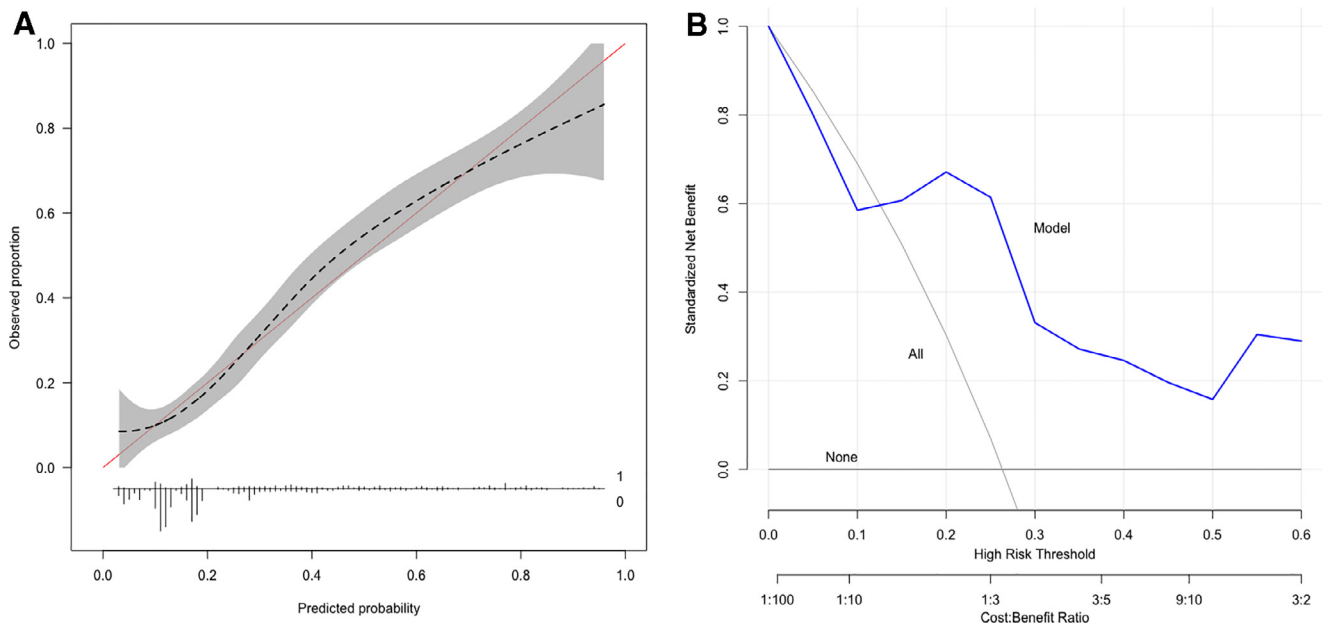 A
1.0
0.8
0.6
0.4
0.2
0.0
Observed proportion
1
0
0.0 0.2 0.4 0.6 0.8 1.0
Predicted probability
B
1.0
0.8
0.6
0.4
0.2
0.0
Standardized Net Benefit
Model
All
None
0.0 0.1 0.2 0.3 0.4 0.5 0.6
High Risk Threshold
1:100 1:10 1:3 3:5 9:10 3:2
Cost:Benefit Ratio